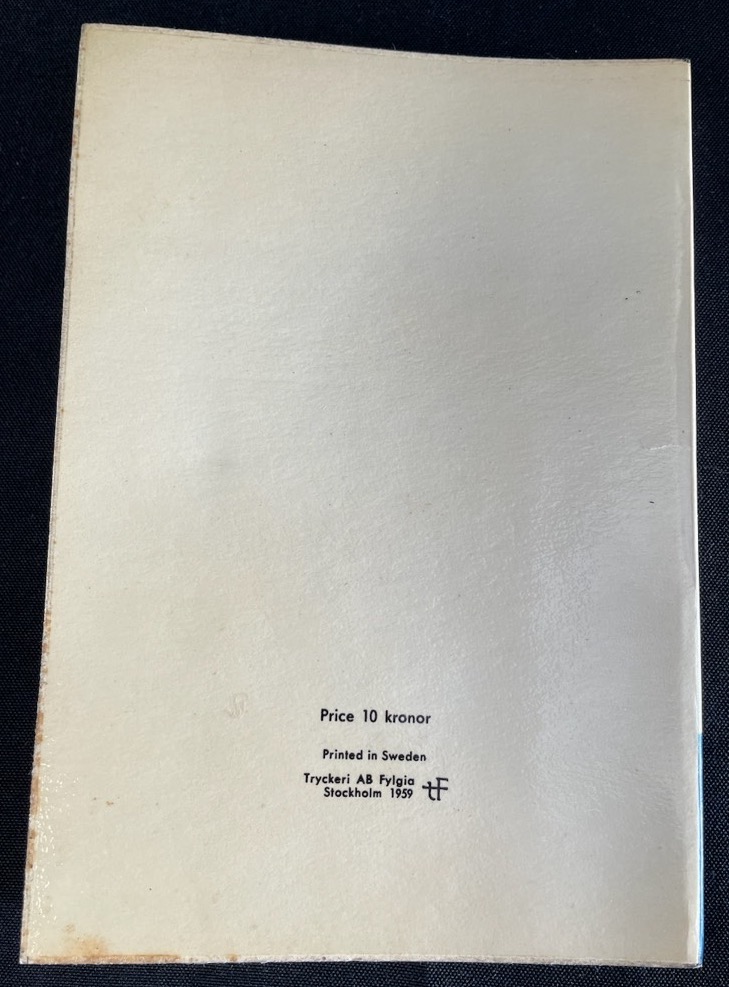 Price 10 kronor
Printed in Sweden
Tryckeri AB Fylgia
Stockholm 1959
tF